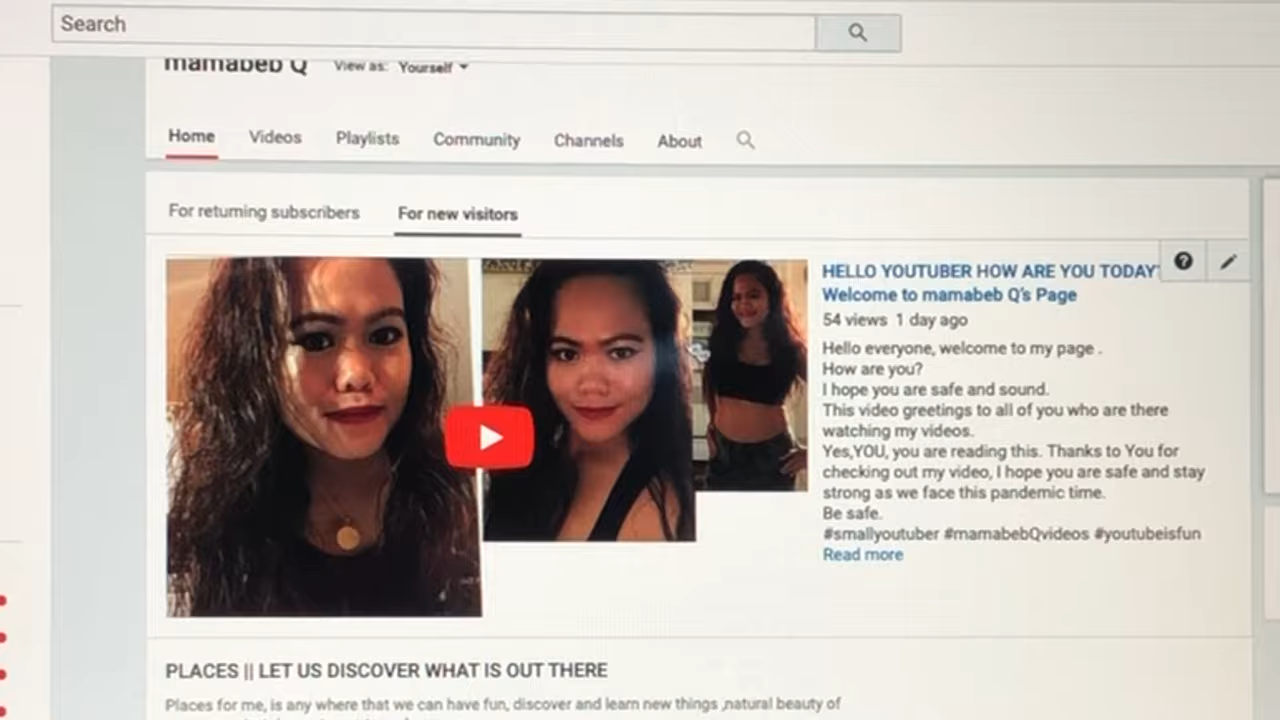 Search
mamabeb Q View as: Yourself
Home Videos Playlists Community Channels About
For returning subscribers For new visitors
HELLO YOUTUBER HOW ARE YOU TODAY?
Welcome to mamabeb Q's Page
54 views 1 day ago
Hello everyone, welcome to my page .
How are you?
I hope you are safe and sound.
This video greetings to all of you who are there
watching my videos.
Yes,YOU, you are reading this. Thanks to You for
checking out my video, I hope you are safe and stay
strong as we face this pandemic time.
Be safe.
#smallyoutuber #mamabebQvideos #youtubeisfun
Read more
PLACES || LET US DISCOVER WHAT IS OUT THERE
Places for me, is any where that we can have fun, discover and learn new things ,natural beauty of